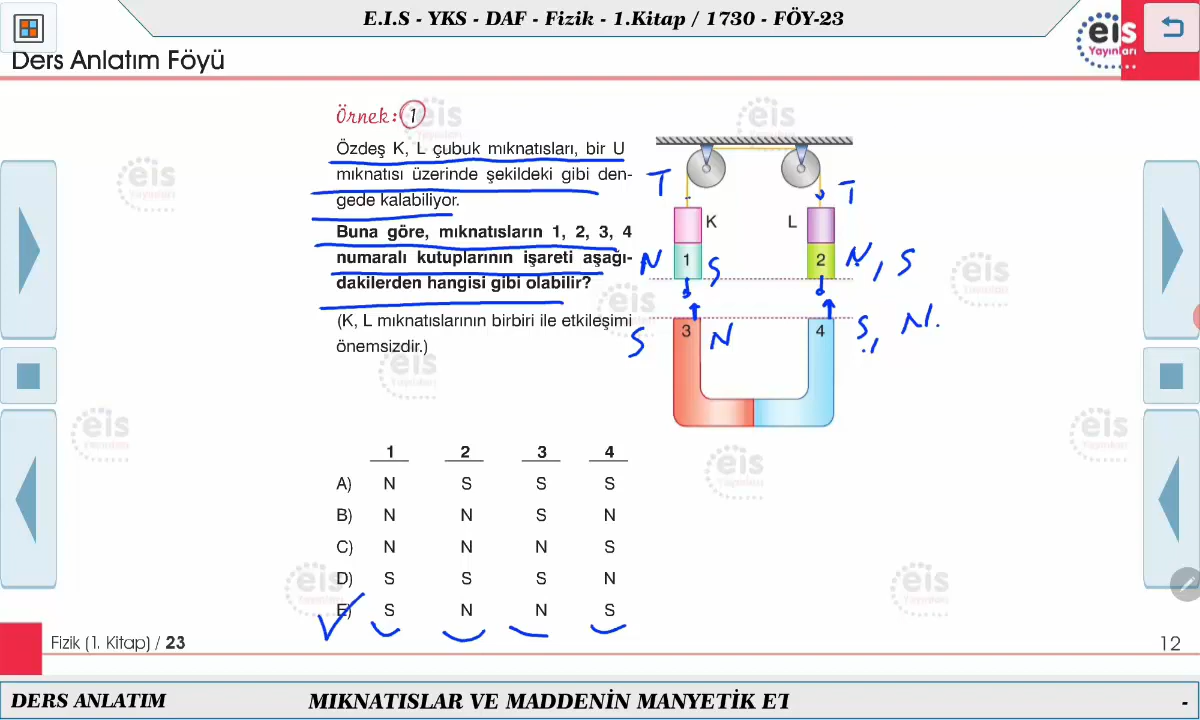 E.I.S - YKS - DAF - Fizik - 1.Kitap / 1730 - FÖY-23
Ders Anlatım Föyü
eis
Yayınları
Örnek: 1
Özdeş K, L çubuk mıknatısları, bir U
mıknatısı üzerinde şekildeki gibi den-
gede kalabiliyor.
Buna göre, mıknatısların 1, 2, 3, 4
numaralı kutuplarının işareti aşağı-
dakilerden hangisi gibi olabilir?
(K, L mıknatıslarının birbiri ile etkileşimi
önemsizdir.)
T T
K L
N 1 S 2 N, S
S 3 N 4 S, N.
1 2 3 4
A) N S S S
B) N N S N
C) N N N S
D) S S S N
E) S N N S
Fizik (1. Kitap) / 23
12
DERS ANLATIM
MIKNATISLAR VE MADDENİN MANYETİK
-